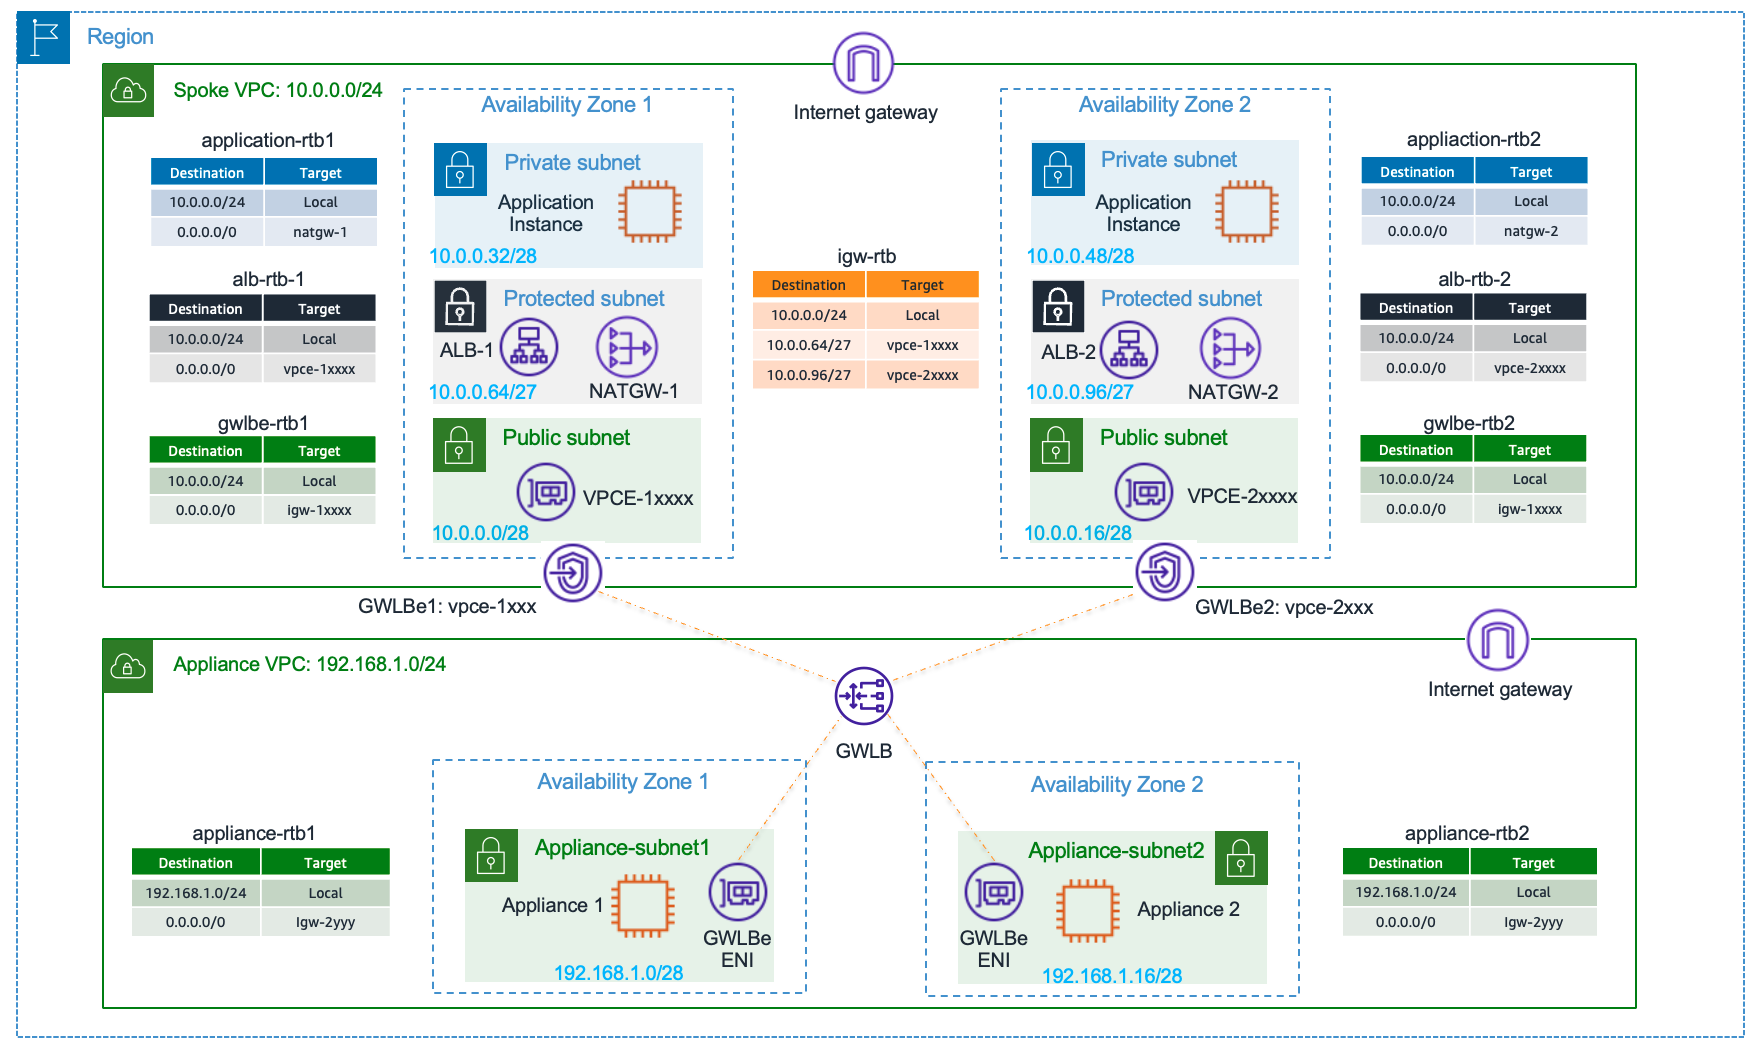 Region
Spoke VPC: 10.0.0.0/24
Internet gateway
application-rtb1
Destination Target
10.0.0.0/24 Local
0.0.0.0/0 natgw-1
alb-rtb-1
Destination Target
10.0.0.0/24 Local
0.0.0.0/0 vpce-1xxxx
gwlbe-rtb1
Destination Target
10.0.0.0/24 Local
0.0.0.0/0 igw-1xxxx
Availability Zone 1
Private subnet
Application
Instance
10.0.0.32/28
Protected subnet
ALB-1
NATGW-1
10.0.0.64/27
Public subnet
VPCE-1xxxx
10.0.0.0/28
igw-rtb
Destination Target
10.0.0.0/24 Local
10.0.0.64/27 vpce-1xxxx
10.0.0.96/27 vpce-2xxxx
Availability Zone 2
Private subnet
Application
Instance
10.0.0.48/28
Protected subnet
ALB-2
NATGW-2
10.0.0.96/27
Public subnet
VPCE-2xxxx
10.0.0.16/28
appliaction-rtb2
Destination Target
10.0.0.0/24 Local
0.0.0.0/0 natgw-2
alb-rtb-2
Destination Target
10.0.0.0/24 Local
0.0.0.0/0 vpce-2xxxx
gwlbe-rtb2
Destination Target
10.0.0.0/24 Local
0.0.0.0/0 igw-1xxxx
GWLBe1: vpce-1xxx
GWLBe2: vpce-2xxx
Appliance VPC: 192.168.1.0/24
Internet gateway
GWLB
appliance-rtb1
Destination Target
192.168.1.0/24 Local
0.0.0.0/0 Igw-2yyy
Availability Zone 1
Appliance-subnet1
Appliance 1
GWLBe
ENI
192.168.1.0/28
Availability Zone 2
Appliance-subnet2
GWLBe
ENI
Appliance 2
192.168.1.16/28
appliance-rtb2
Destination Target
192.168.1.0/24 Local
0.0.0.0/0 Igw-2yyy